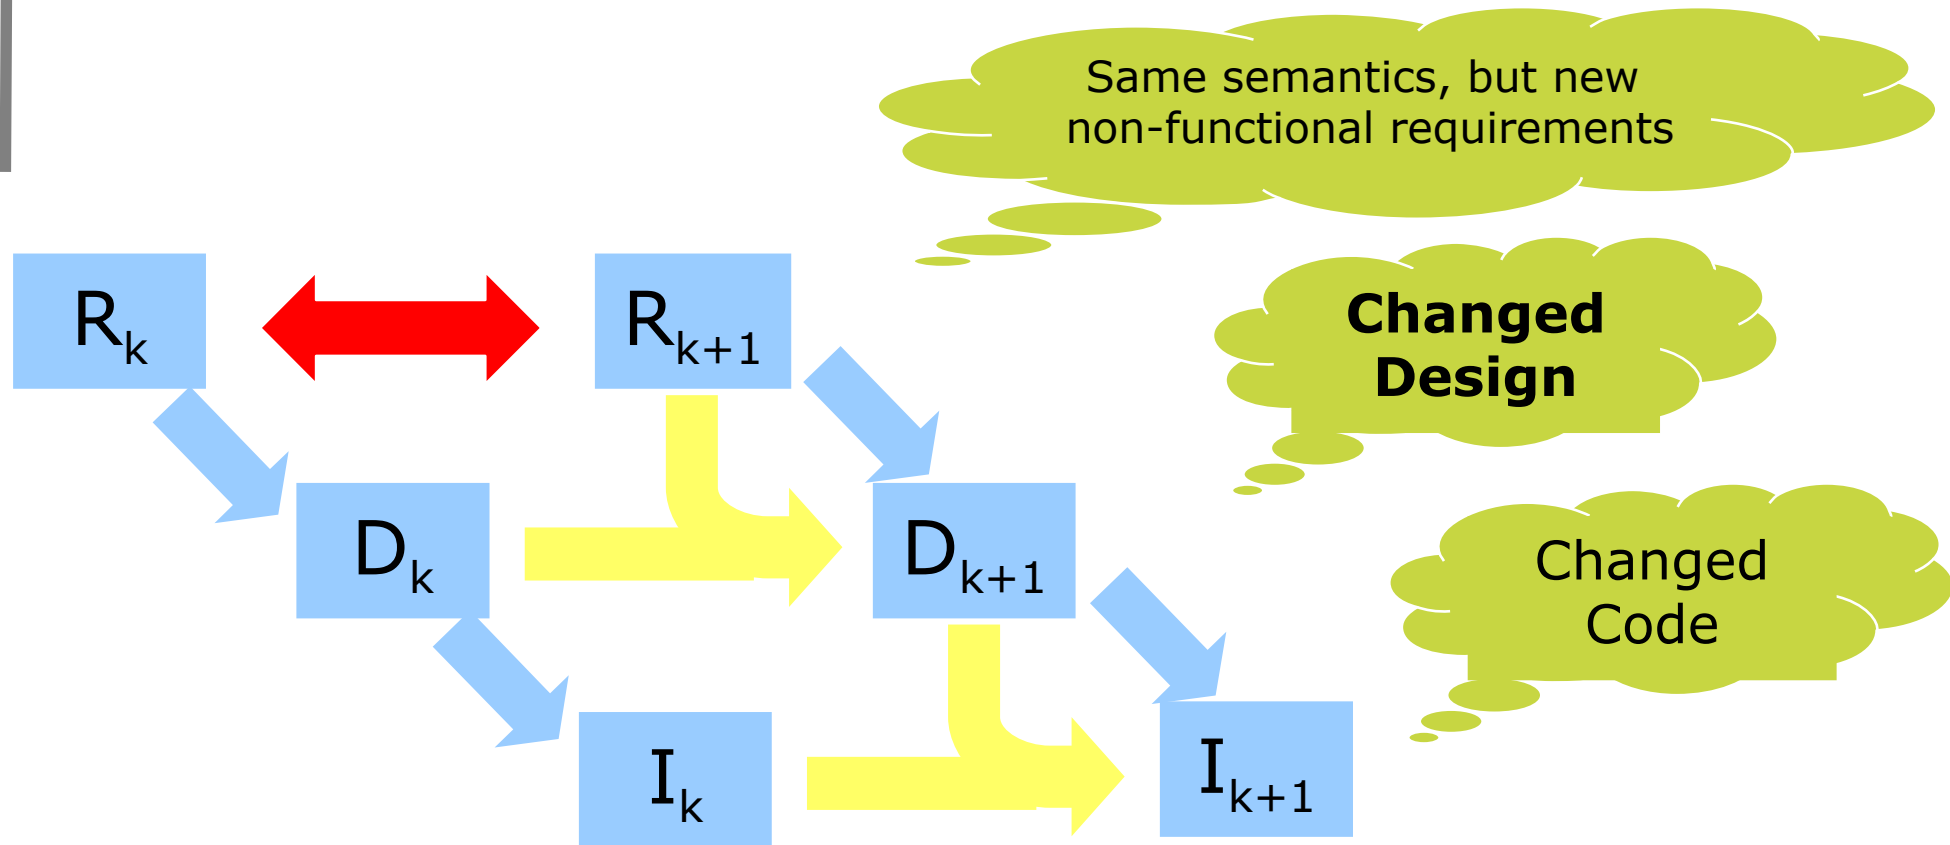 Same semantics, but new
non-functional requirements
Rk
Rk+1
Changed
Design
Dk
Dk+1
Changed
Code
Ik
Ik+1